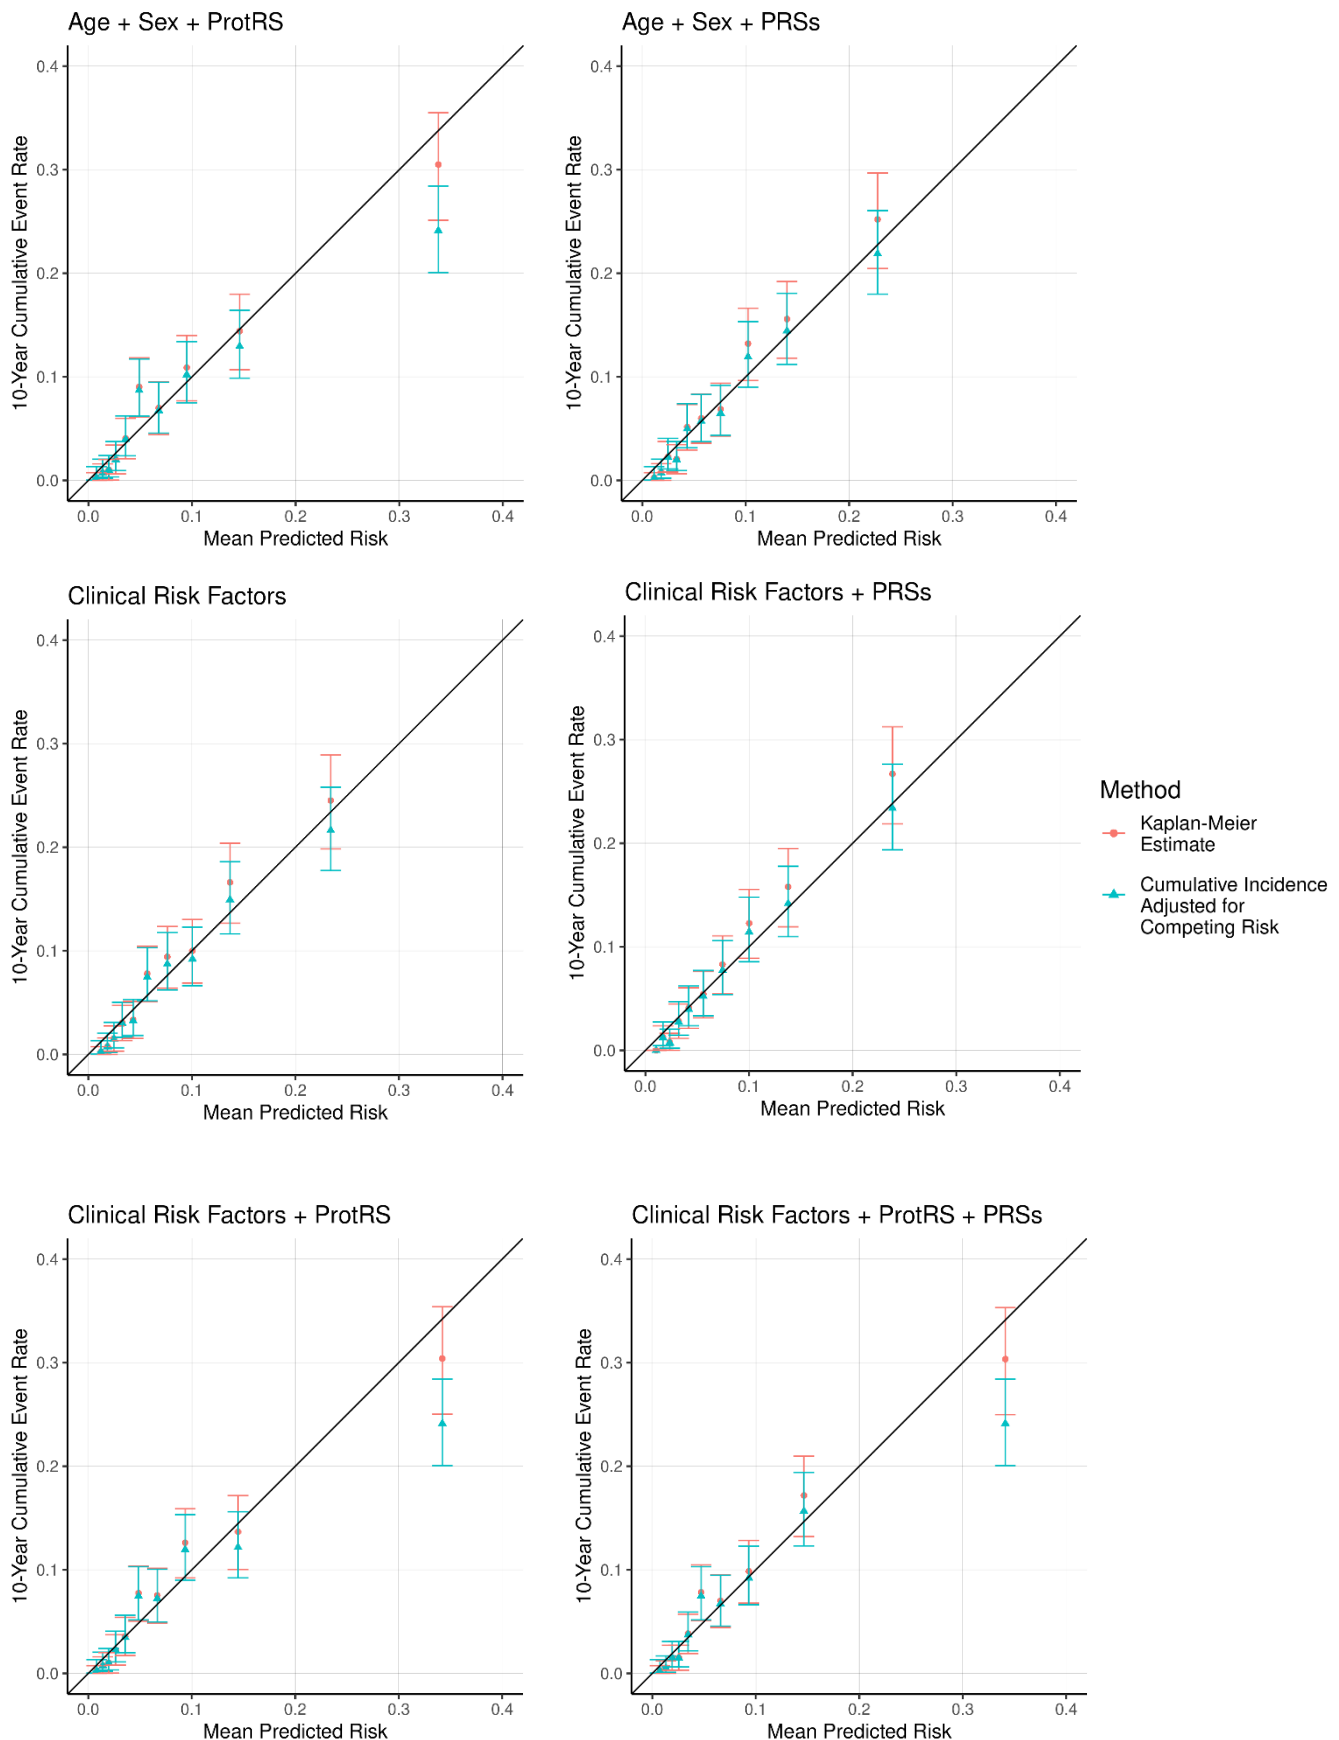 Age + Sex + ProtRS
0.4
0.3
0.2
0.1
0.0
10-Year Cumulative Event Rate
0.0 0.1 0.2 0.3 0.4
Mean Predicted Risk
Age + Sex + PRSs
0.4
0.3
0.2
0.1
0.0
10-Year Cumulative Event Rate
0.0 0.1 0.2 0.3 0.4
Mean Predicted Risk
Clinical Risk Factors
0.4
0.3
0.2
0.1
0.0
10-Year Cumulative Event Rate
0.0 0.1 0.2 0.3 0.4
Mean Predicted Risk
Clinical Risk Factors + PRSs
0.4
0.3
0.2
0.1
0.0
10-Year Cumulative Event Rate
0.0 0.1 0.2 0.3 0.4
Mean Predicted Risk
Method
Kaplan-Meier
Estimate
Cumulative Incidence
Adjusted for
Competing Risk
Clinical Risk Factors + ProtRS
0.4
0.3
0.2
0.1
0.0
10-Year Cumulative Event Rate
0.0 0.1 0.2 0.3 0.4
Mean Predicted Risk
Clinical Risk Factors + ProtRS + PRSs
0.4
0.3
0.2
0.1
0.0
10-Year Cumulative Event Rate
0.0 0.1 0.2 0.3 0.4
Mean Predicted Risk